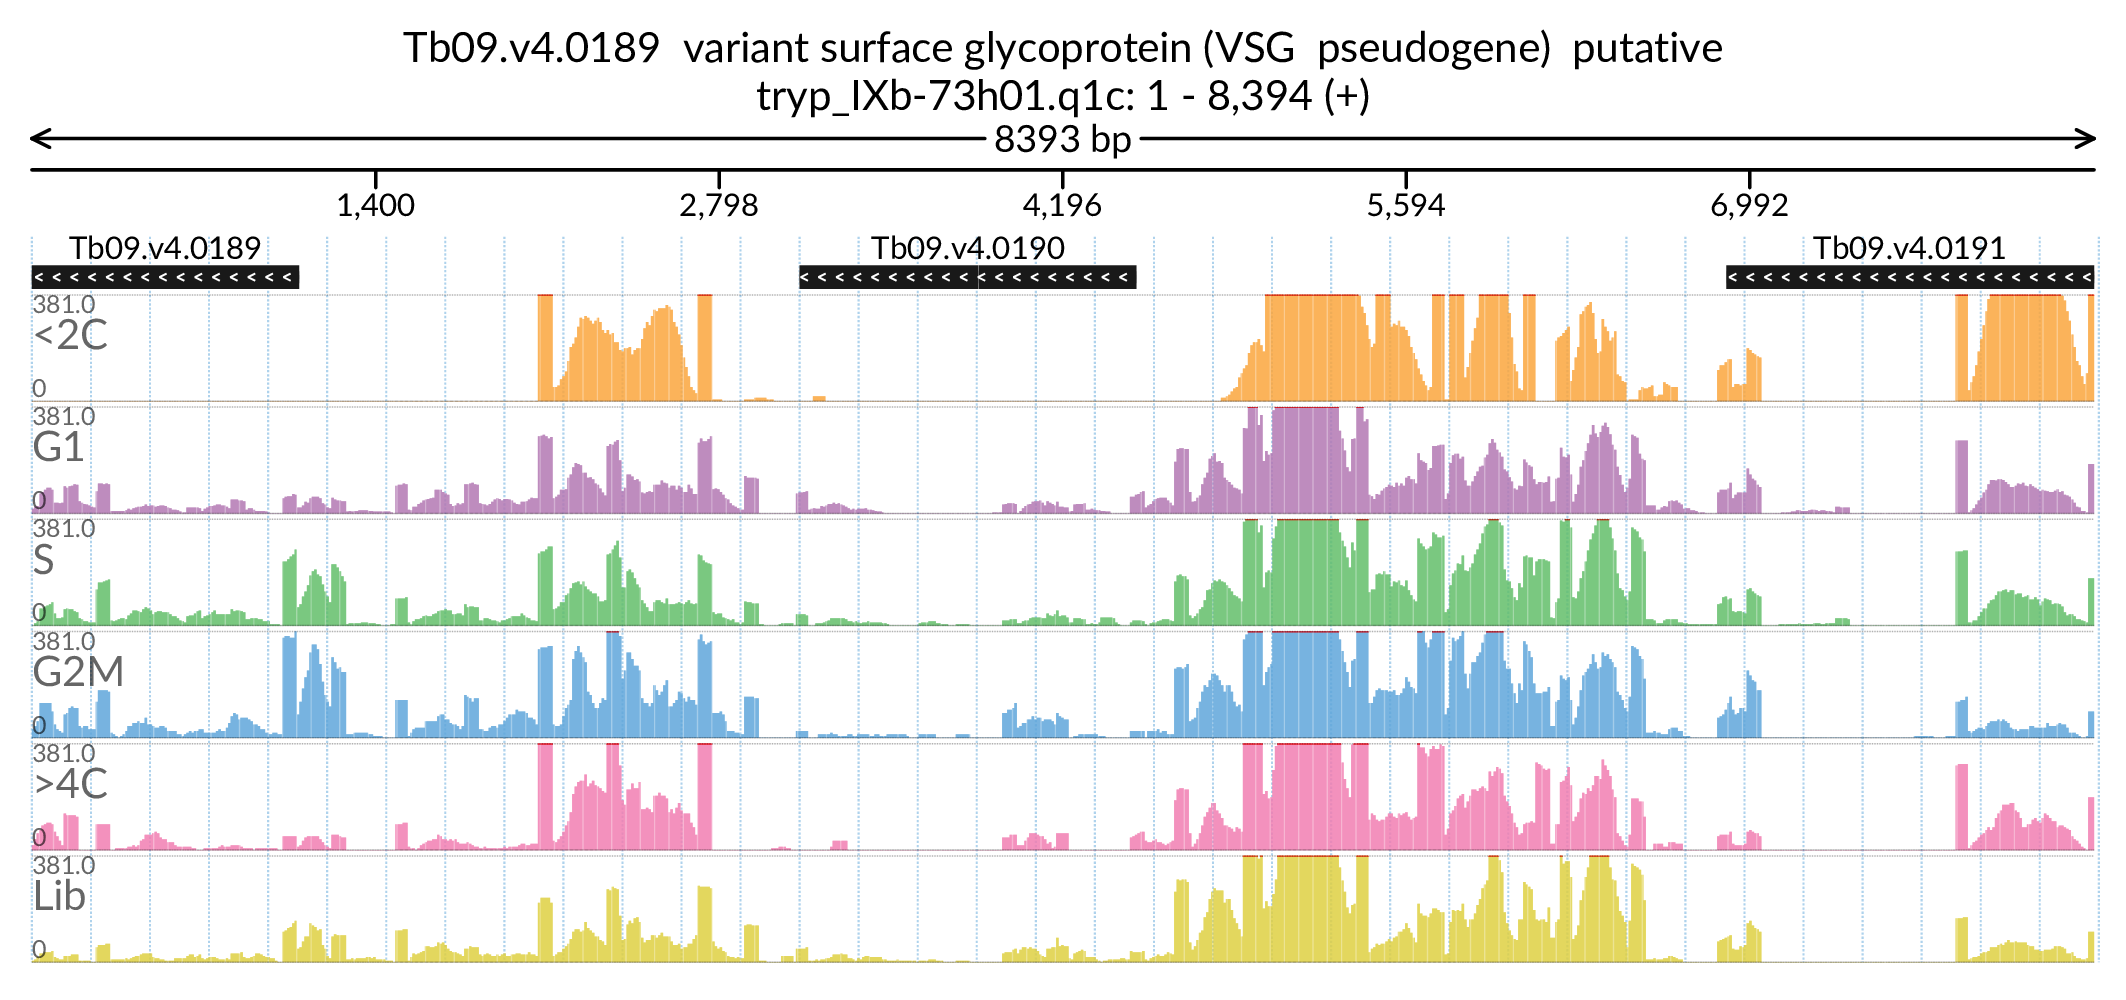 Tb09.v4.0189  variant surface glycoprotein (VSG  pseudogene)  putative
tryp_IXb-73h01.q1c: 1 - 8,394 (+)
8393 bp
1,400 2,798 4,196 5,594 6,992
Tb09.v4.0189 Tb09.v4.0190 Tb09.v4.0191
381.0
<2C
0
381.0
G1
0
381.0
S
0
381.0
G2M
0
381.0
>4C
0
381.0
Lib
0